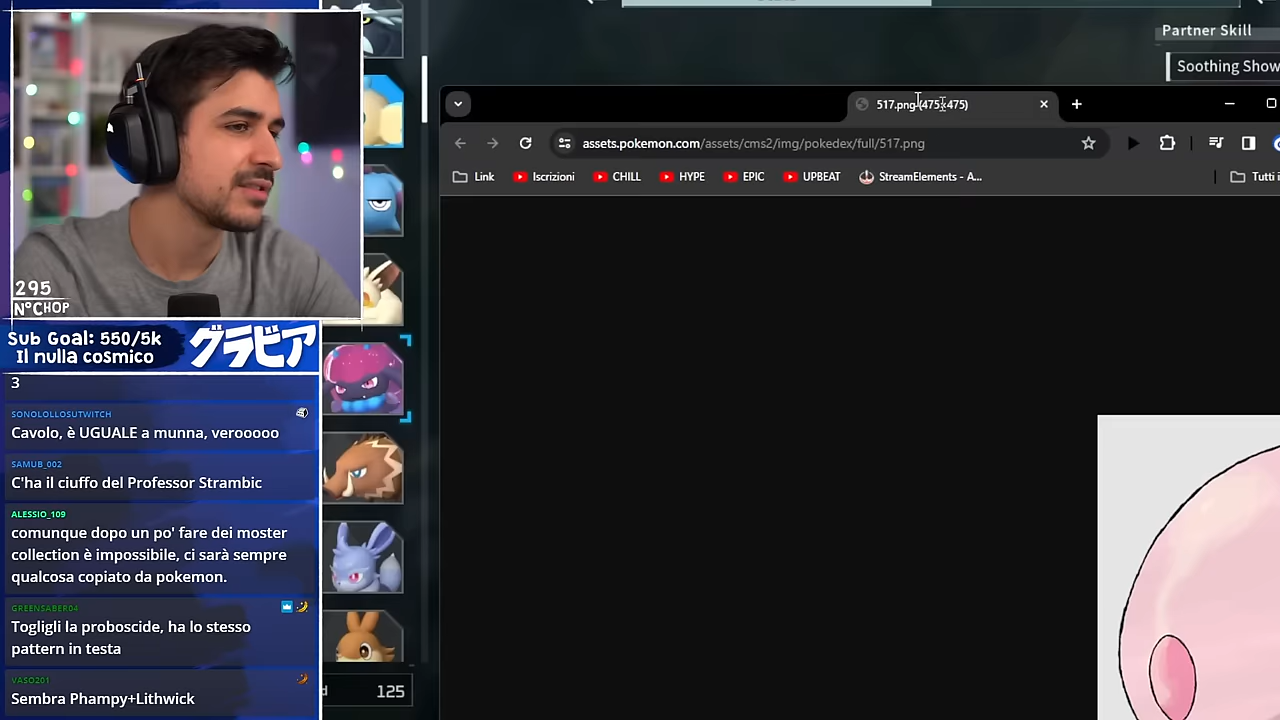 Partner Skill
Soothing Show
517.png (475×475)
assets.pokemon.com/assets/cms2/img/pokedex/full/517.png
Link
Iscrizioni
CHILL
HYPE
EPIC
UPBEAT
StreamElements - A...
Tutti i
295
N°CHOP
Sub Goal: 550/5k
Il nulla cosmico
グラビア
3
SONOLOLLOSUTWITCH
Cavolo, è UGUALE a munna, verooooo
SAMUB_002
C'ha il ciuffo del Professor Strambic
ALESSIO_109
comunque dopo un po' fare dei moster
collection è impossibile, ci sarà sempre
qualcosa copiato da pokemon.
GREENSABER04
Togligli la proboscide, ha lo stesso
pattern in testa
VASO201
Sembra Phampy+Lithwick
d 125